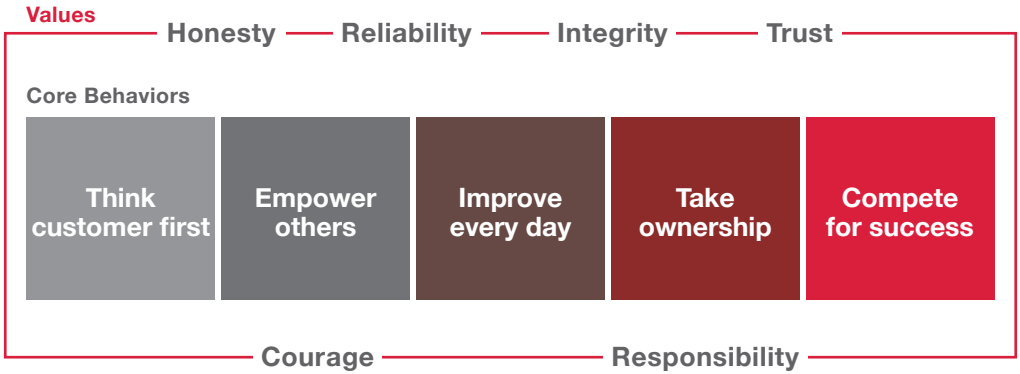 Values
Honesty Reliability Integrity Trust
Core Behaviors
Think
customer first
Empower
others
Improve
every day
Take
ownership
Compete
for success
Courage Responsibility